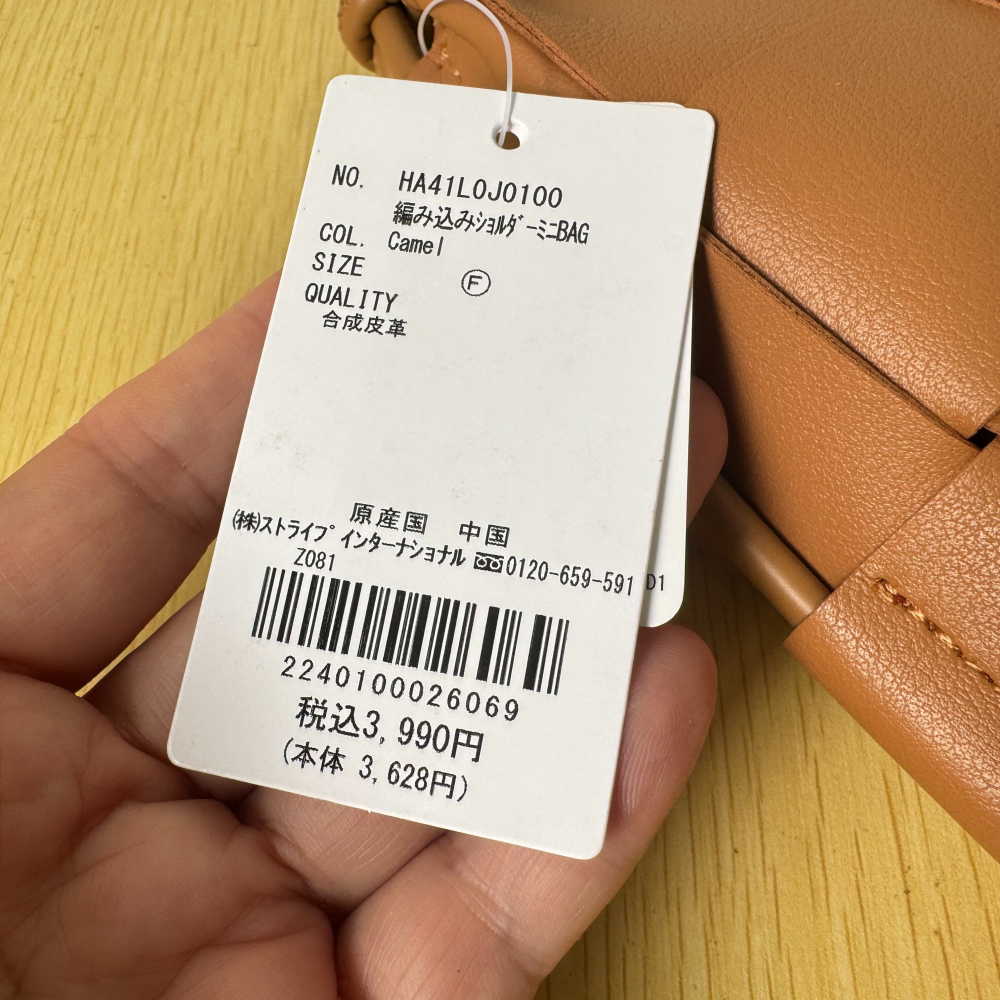 NO. HA41L0J0100
編み込みｼｮﾙﾀﾞｰﾐﾆBAG
COL. Camel
SIZE Ⓕ
QUALITY
合成皮革
原産国 中国
(株)ストライプ インターナショナル 0120-659-591
Z081
D1
2240100026069
税込3,990円
(本体 3,628円)